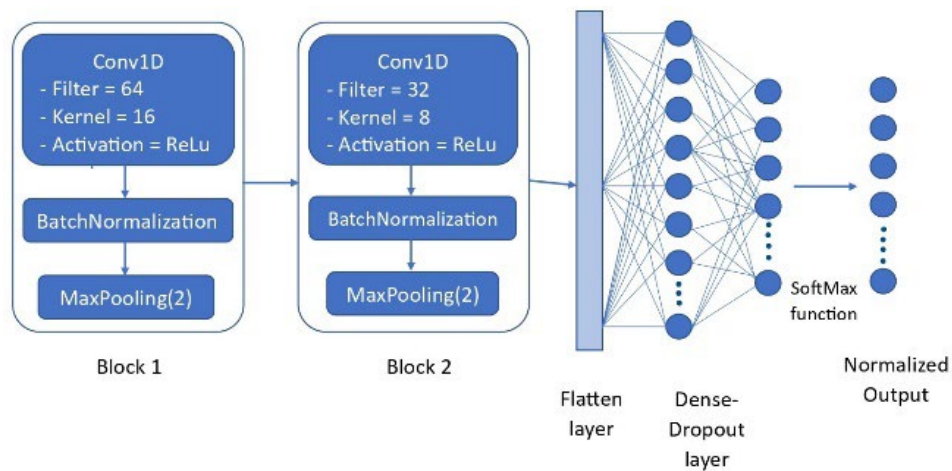 Conv1D
- Filter = 64
- Kernel = 16
- Activation = ReLu
BatchNormalization
MaxPooling(2)
Block 1
Conv1D
- Filter = 32
- Kernel = 8
- Activation = ReLu
BatchNormalization
MaxPooling(2)
Block 2
Flatten
layer
Dense-
Dropout
layer
SoftMax
function
Normalized
Output